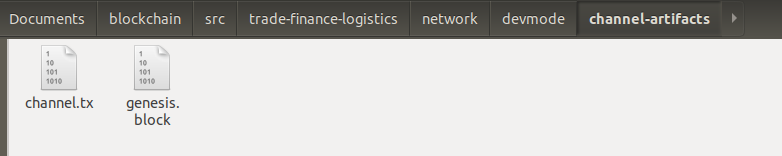 Documents blockchain src trade-finance-logistics network devmode channel-artifacts
1 1
10 10
101 101
1010 1010
channel.tx genesis.
block